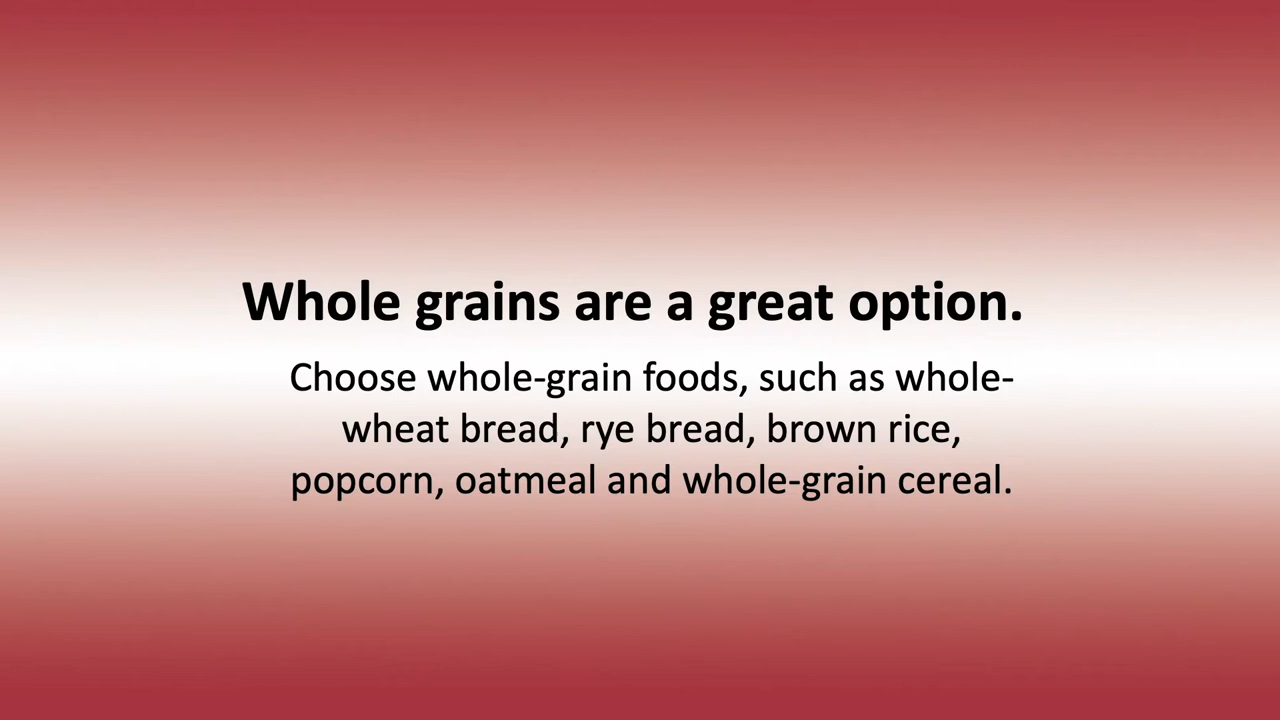 Whole grains are a great option.
Choose whole-grain foods, such as whole-
wheat bread, rye bread, brown rice,
popcorn, oatmeal and whole-grain cereal.